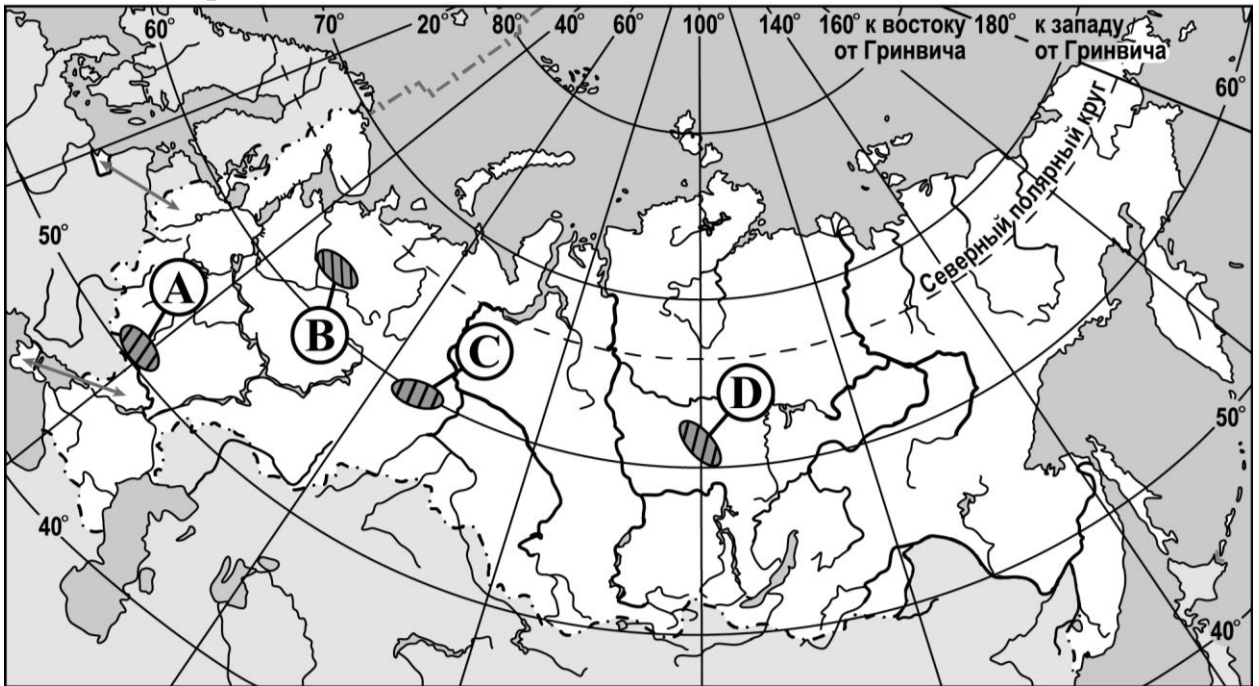 60° 70° 20° 80° 40° 60° 100° 140° 160° к востоку от Гринвича 180° к западу от Гринвича
60°
Северный полярный круг
50°
A
B
C
D
50°
40°
40°